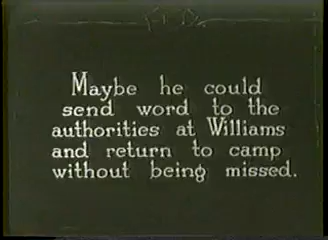 Maybe he could
send word to the
authorities at Williams
and return to camp
without being missed.